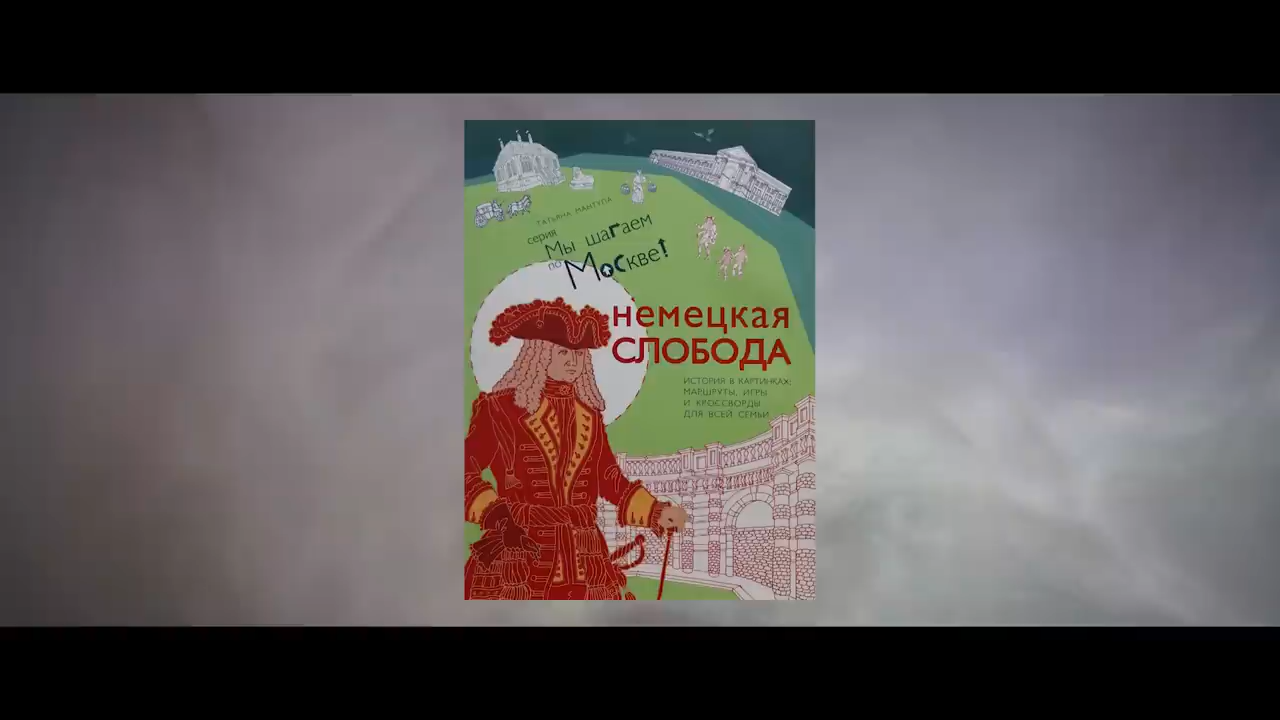 ТАТЬЯНА МАНТУЛА
серия
Мы шагаем
по Москве!
немецкая
СЛОБОДА
ИСТОРИЯ В КАРТИНКАХ:
МАРШРУТЫ, ИГРЫ
И КРОССВОРДЫ
ДЛЯ ВСЕЙ СЕМЬИ